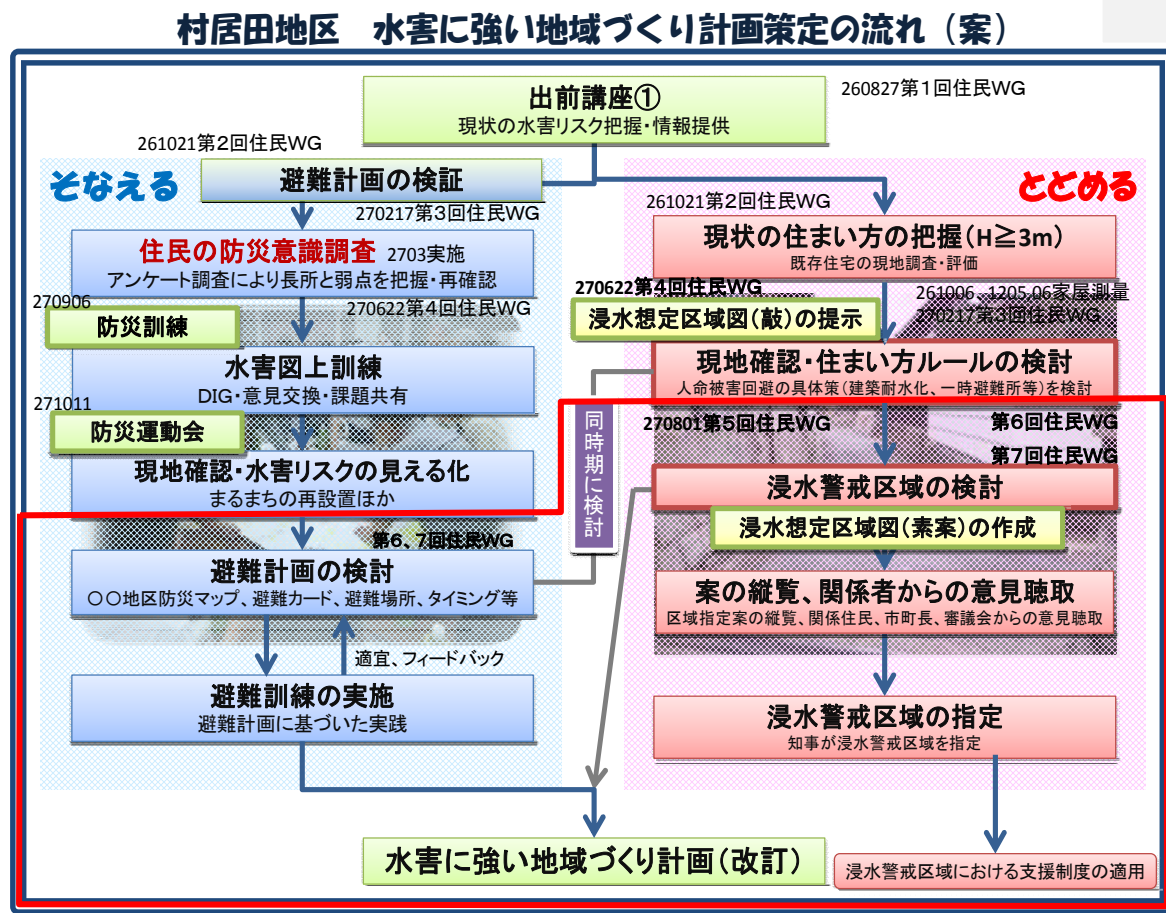 村居田地区　水害に強い地域づくり計画策定の流れ（案）
出前講座①
現状の水害リスク把握・情報提供
260827第1回住民WG
261021第2回住民WG
そなえる
避難計画の検証
270217第3回住民WG
住民の防災意識調査 2703実施
アンケート調査により長所と弱点を把握・再確認
270906
270622第4回住民WG
防災訓練
水害図上訓練
DIG・意見交換・課題共有
271011
防災運動会
現地確認・水害リスクの見える化
まるまちの再設置ほか
第6、7回住民WG
避難計画の検討
〇〇地区防災マップ、避難カード、避難場所、タイミング等
適宜、フィードバック
避難訓練の実施
避難計画に基づいた実践
同時期に検討
とどめる
261021第2回住民WG
現状の住まい方の把握（H≧3m）
既存住宅の現地調査・評価
270622第4回住民WG
261006、1205,06家屋測量
270217第3回住民WG
浸水想定区域図（敲）の提示
現地確認・住まい方ルールの検討
人命被害回避の具体策（建築耐水化、一時避難所等）を検討
270801第5回住民WG
第6回住民WG
第7回住民WG
浸水警戒区域の検討
浸水想定区域図（素案）の作成
案の縦覧、関係者からの意見聴取
区域指定案の縦覧、関係住民、市町長、審議会からの意見聴取
浸水警戒区域の指定
知事が浸水警戒区域を指定
水害に強い地域づくり計画（改訂）
浸水警戒区域における支援制度の適用